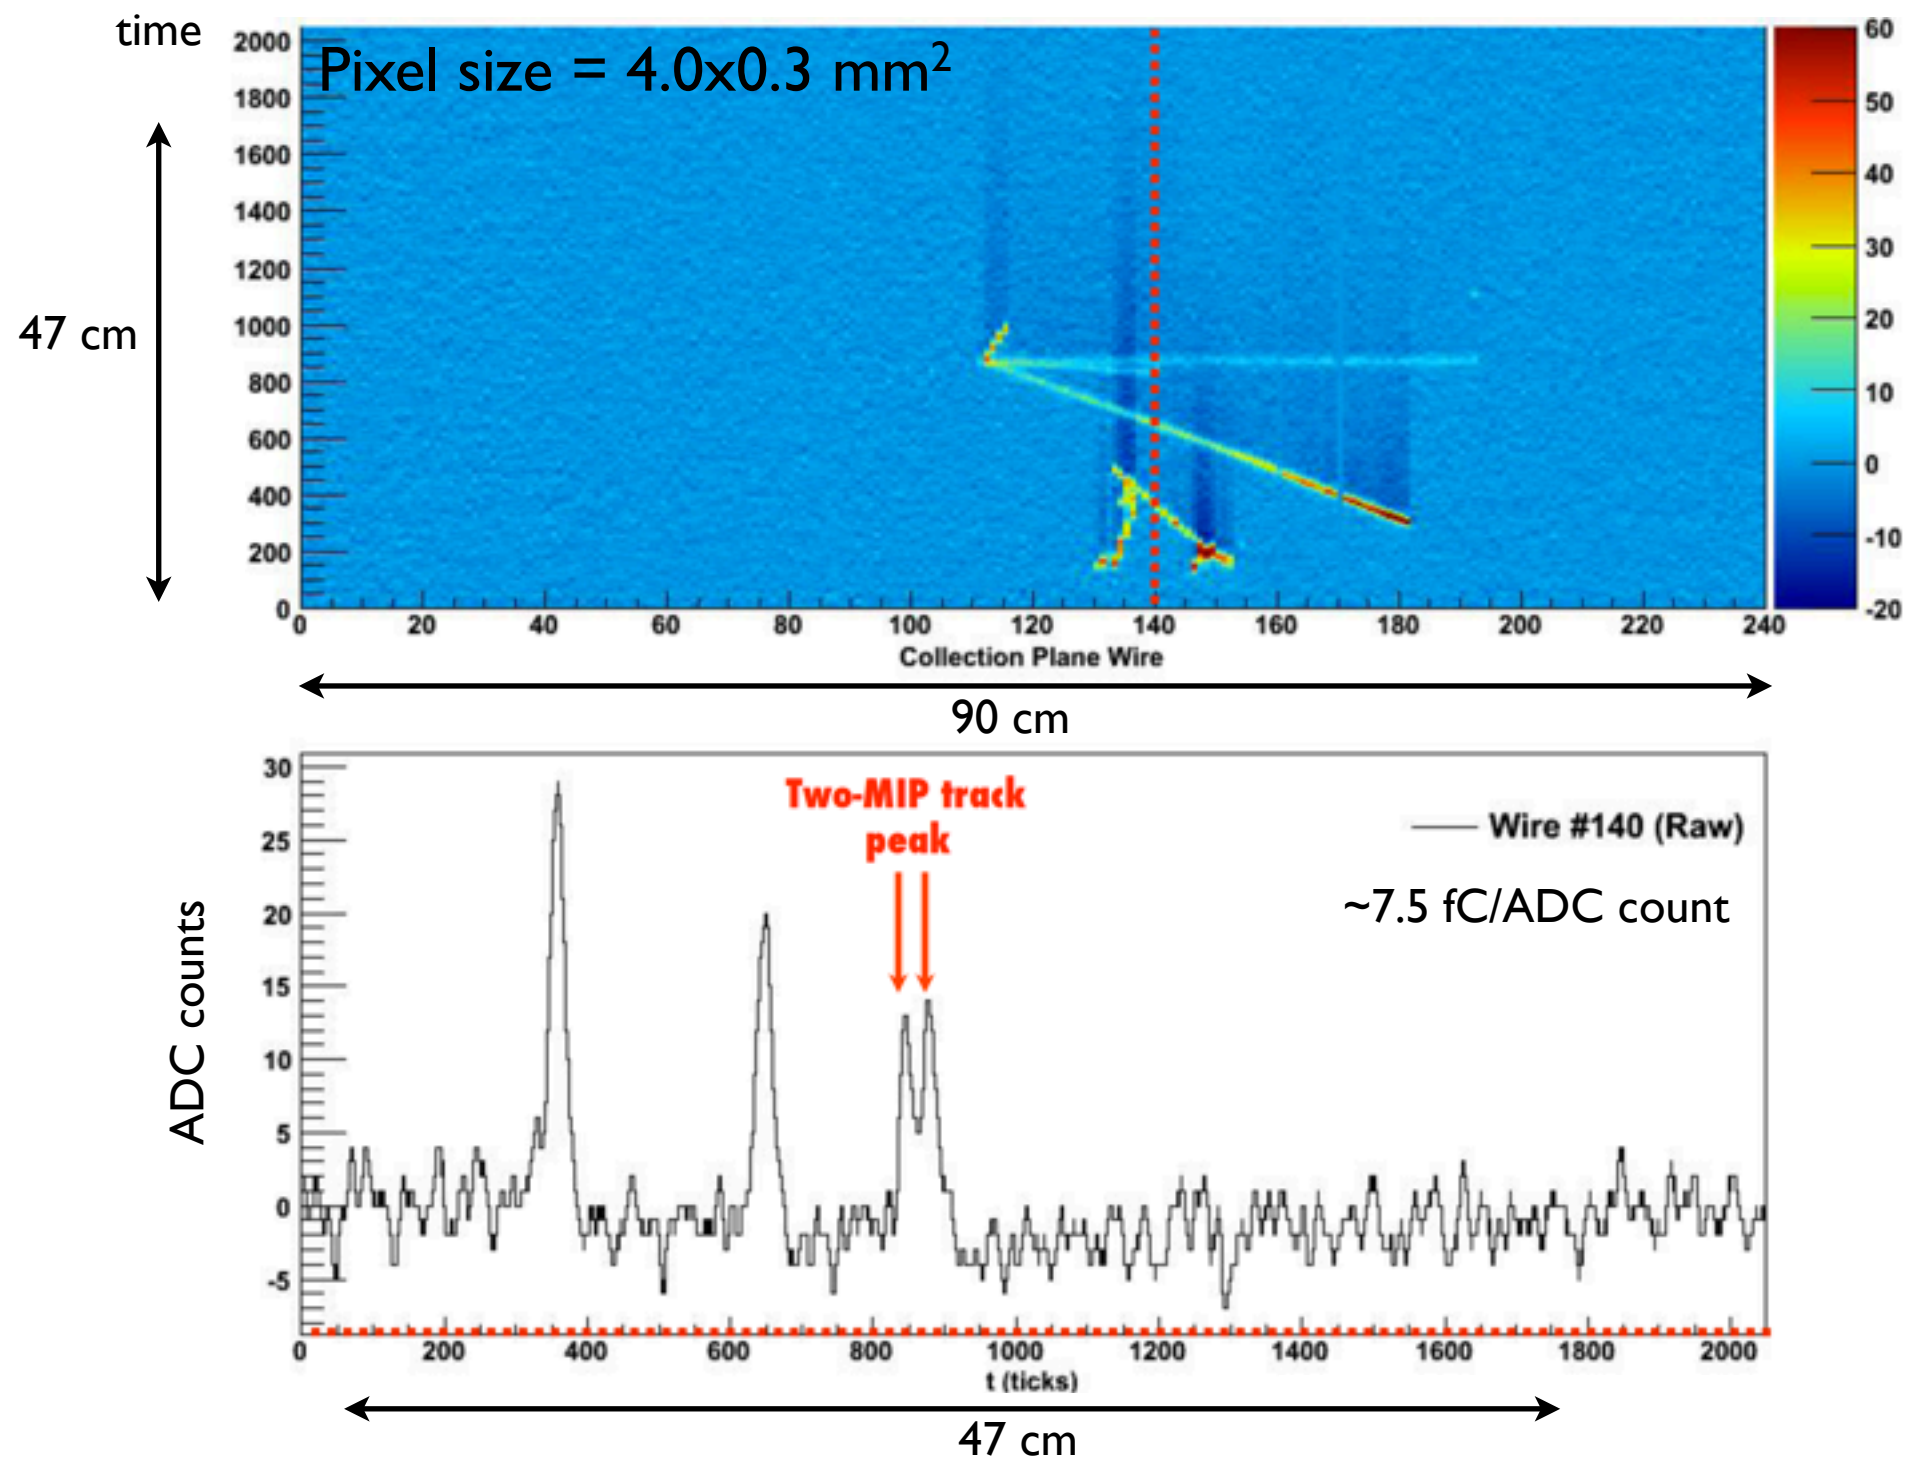 time
Pixel size = 4.0x0.3 mm²
2000
1800
1600
1400
1200
1000
800
600
400
200
0
47 cm
60
50
40
30
20
10
0
-10
-20
0 20 40 60 80 100 120 140 160 180 200 220 240
Collection Plane Wire
90 cm
30
25
20
15
10
5
0
-5
ADC counts
Two-MIP track
peak
Wire #140 (Raw)
~7.5 fC/ADC count
0 200 400 600 800 1000 1200 1400 1600 1800 2000
t (ticks)
47 cm